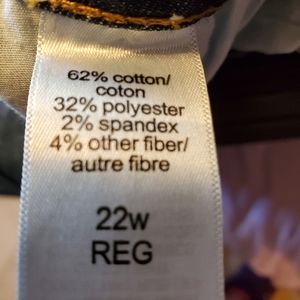 62% cotton/
coton
32% polyester
2% spandex
4% other fiber/
autre fibre
22w
REG